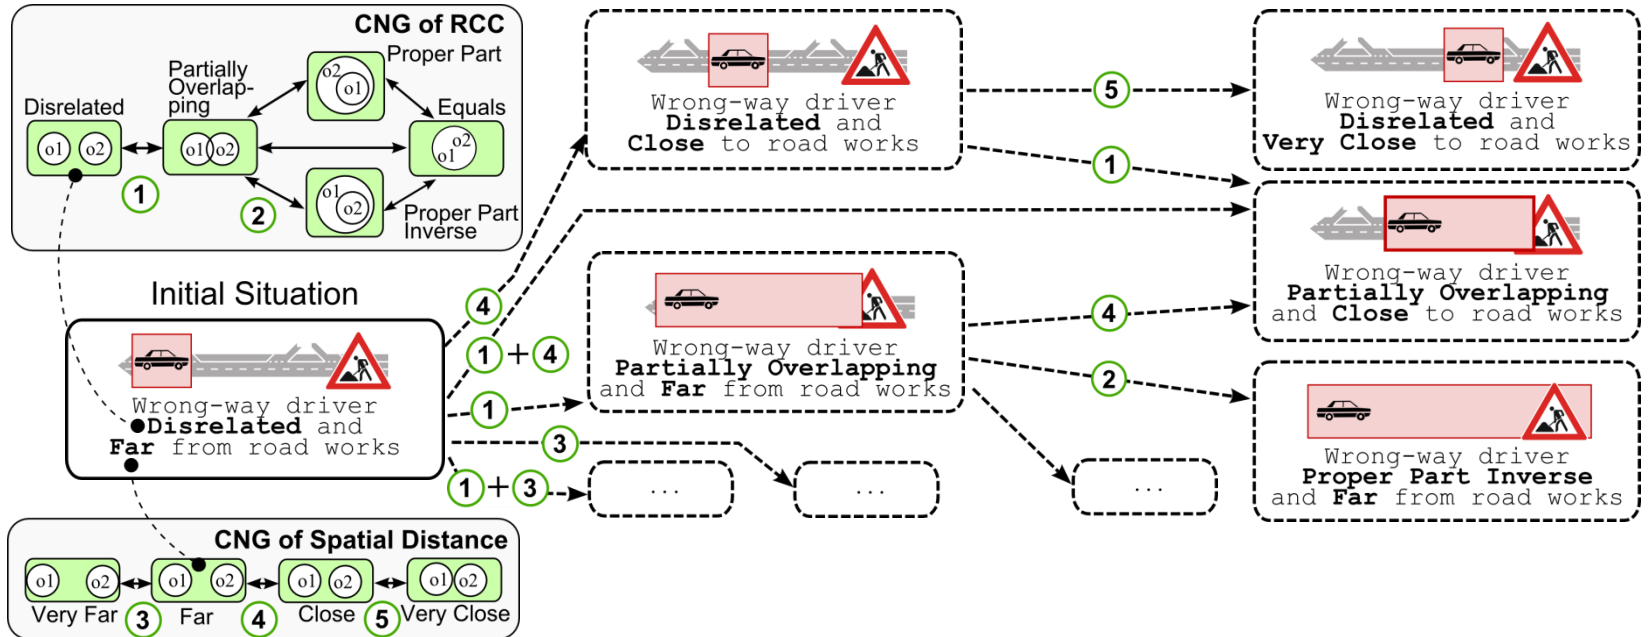 CNG of RCC
Disrelated
o1 o2
1
Partially
Overlap-
ping
o1 o2
2
Proper Part
o2
o1
Equals
o2
o1
o1
o2
Proper Part
Inverse
Initial Situation
Wrong-way driver
Disrelated and
Far from road works
CNG of Spatial Distance
o1 o2
o1 o2
o1 o2
o1 o2
Very Far
3
Far
4
Close
5
Very Close
4
1 + 4
1
3
1 + 3
Wrong-way driver
Disrelated and
Close to road works
Wrong-way driver
Partially Overlapping
and Far from road works
...
...
...
5
1
4
2
Wrong-way driver
Disrelated and
Very Close to road works
Wrong-way driver
Partially Overlapping
and Close to road works
Wrong-way driver
Proper Part Inverse
and Far from road works